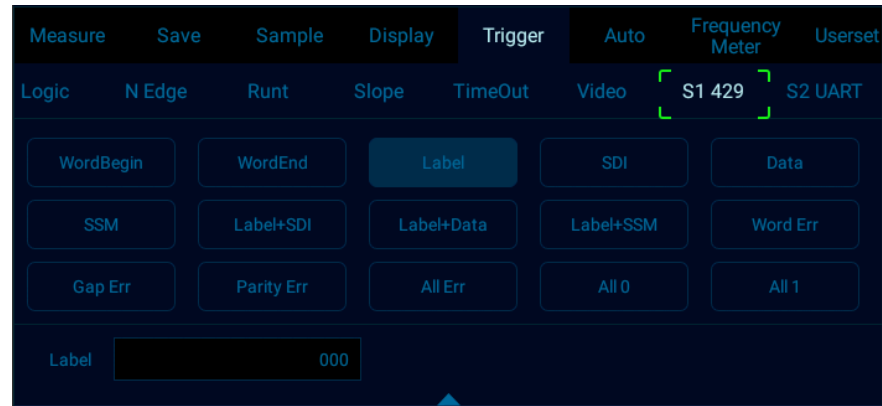 Measure Save Sample Display Trigger Auto Frequency Meter Userset
Logic N Edge Runt Slope TimeOut Video S1 429 S2 UART
WordBegin WordEnd Label SDI Data
SSM Label+SDI Label+Data Label+SSM Word Err
Gap Err Parity Err All Err All 0 All 1
Label 000